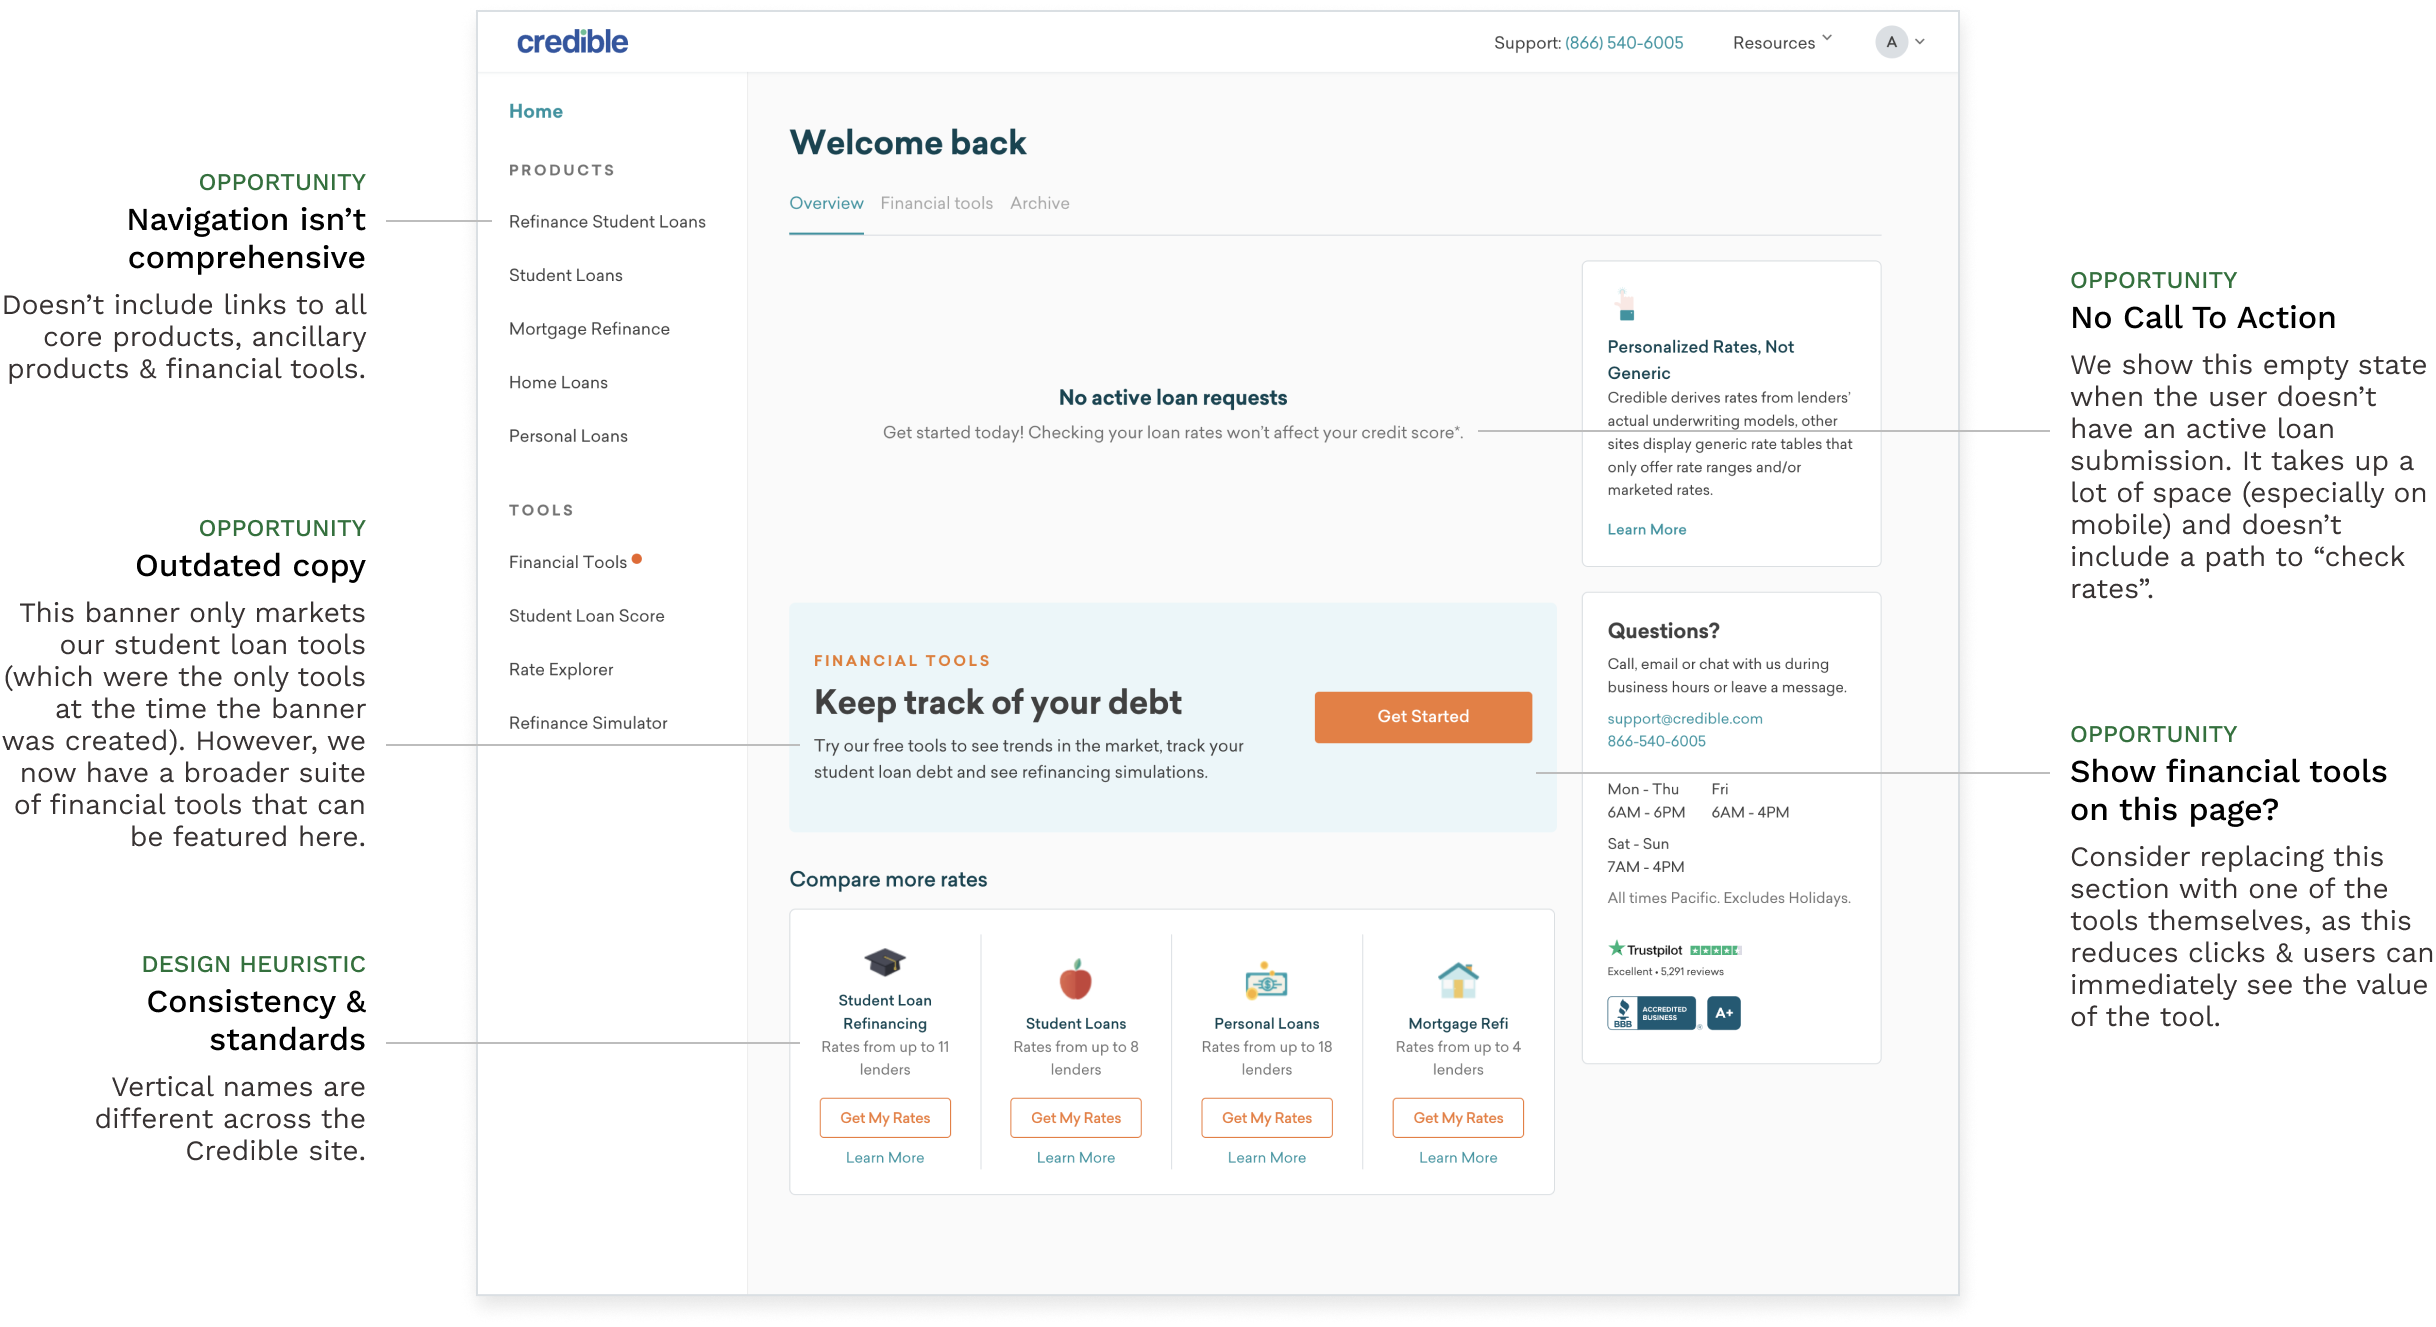 credible
Support: (866) 540-6005
Resources
A
Home
PRODUCTS
Refinance Student Loans
Student Loans
Mortgage Refinance
Home Loans
Personal Loans
TOOLS
Financial Tools
Student Loan Score
Rate Explorer
Refinance Simulator
Welcome back
Overview
Financial tools
Archive
No active loan requests
Get started today! Checking your loan rates won't affect your credit score*.
FINANCIAL TOOLS
Keep track of your debt
Try our free tools to see trends in the market, track your
student loan debt and see refinancing simulations.
Get Started
Compare more rates
Student Loan
Refinancing
Rates from up to 11
lenders
Get My Rates
Learn More
Student Loans
Rates from up to 8
lenders
Get My Rates
Learn More
Personal Loans
Rates from up to 18
lenders
Get My Rates
Learn More
Mortgage Refi
Rates from up to 4
lenders
Get My Rates
Learn More
Personalized Rates, Not
Generic
Credible derives rates from lenders'
actual underwriting models, other
sites display generic rate tables that
only offer rate ranges and/or
marketed rates.
Learn More
Questions?
Call, email or chat with us during
business hours or leave a message.
support@credible.com
866-540-6005
Mon - Thu
6AM - 6PM
Fri
6AM - 4PM
Sat - Sun
7AM - 4PM
All times Pacific. Excludes Holidays.
Trustpilot
Excellent • 5,291 reviews
BBB
ACCREDITED
BUSINESS
®
A+
OPPORTUNITY
Navigation isn’t
comprehensive
Doesn’t include links to all
core products, ancillary
products & financial tools.
OPPORTUNITY
Outdated copy
This banner only markets
our student loan tools
(which were the only tools
at the time the banner
was created). However, we
now have a broader suite
of financial tools that can
be featured here.
DESIGN HEURISTIC
Consistency &
standards
Vertical names are
different across the
Credible site.
OPPORTUNITY
No Call To Action
We show this empty state
when the user doesn’t
have an active loan
submission. It takes up a
lot of space (especially on
mobile) and doesn’t
include a path to “check
rates”.
OPPORTUNITY
Show financial tools
on this page?
Consider replacing this
section with one of the
tools themselves, as this
reduces clicks & users can
immediately see the value
of the tool.